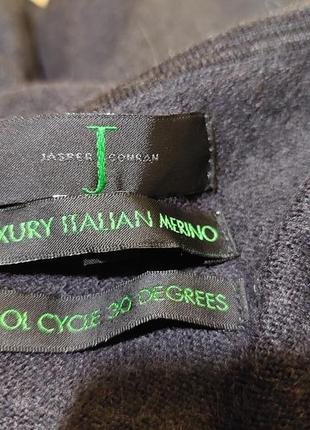 J
JASPER CONRAN
XURY ITALIAN MERINO
OL CYCLE 30 DEGREES